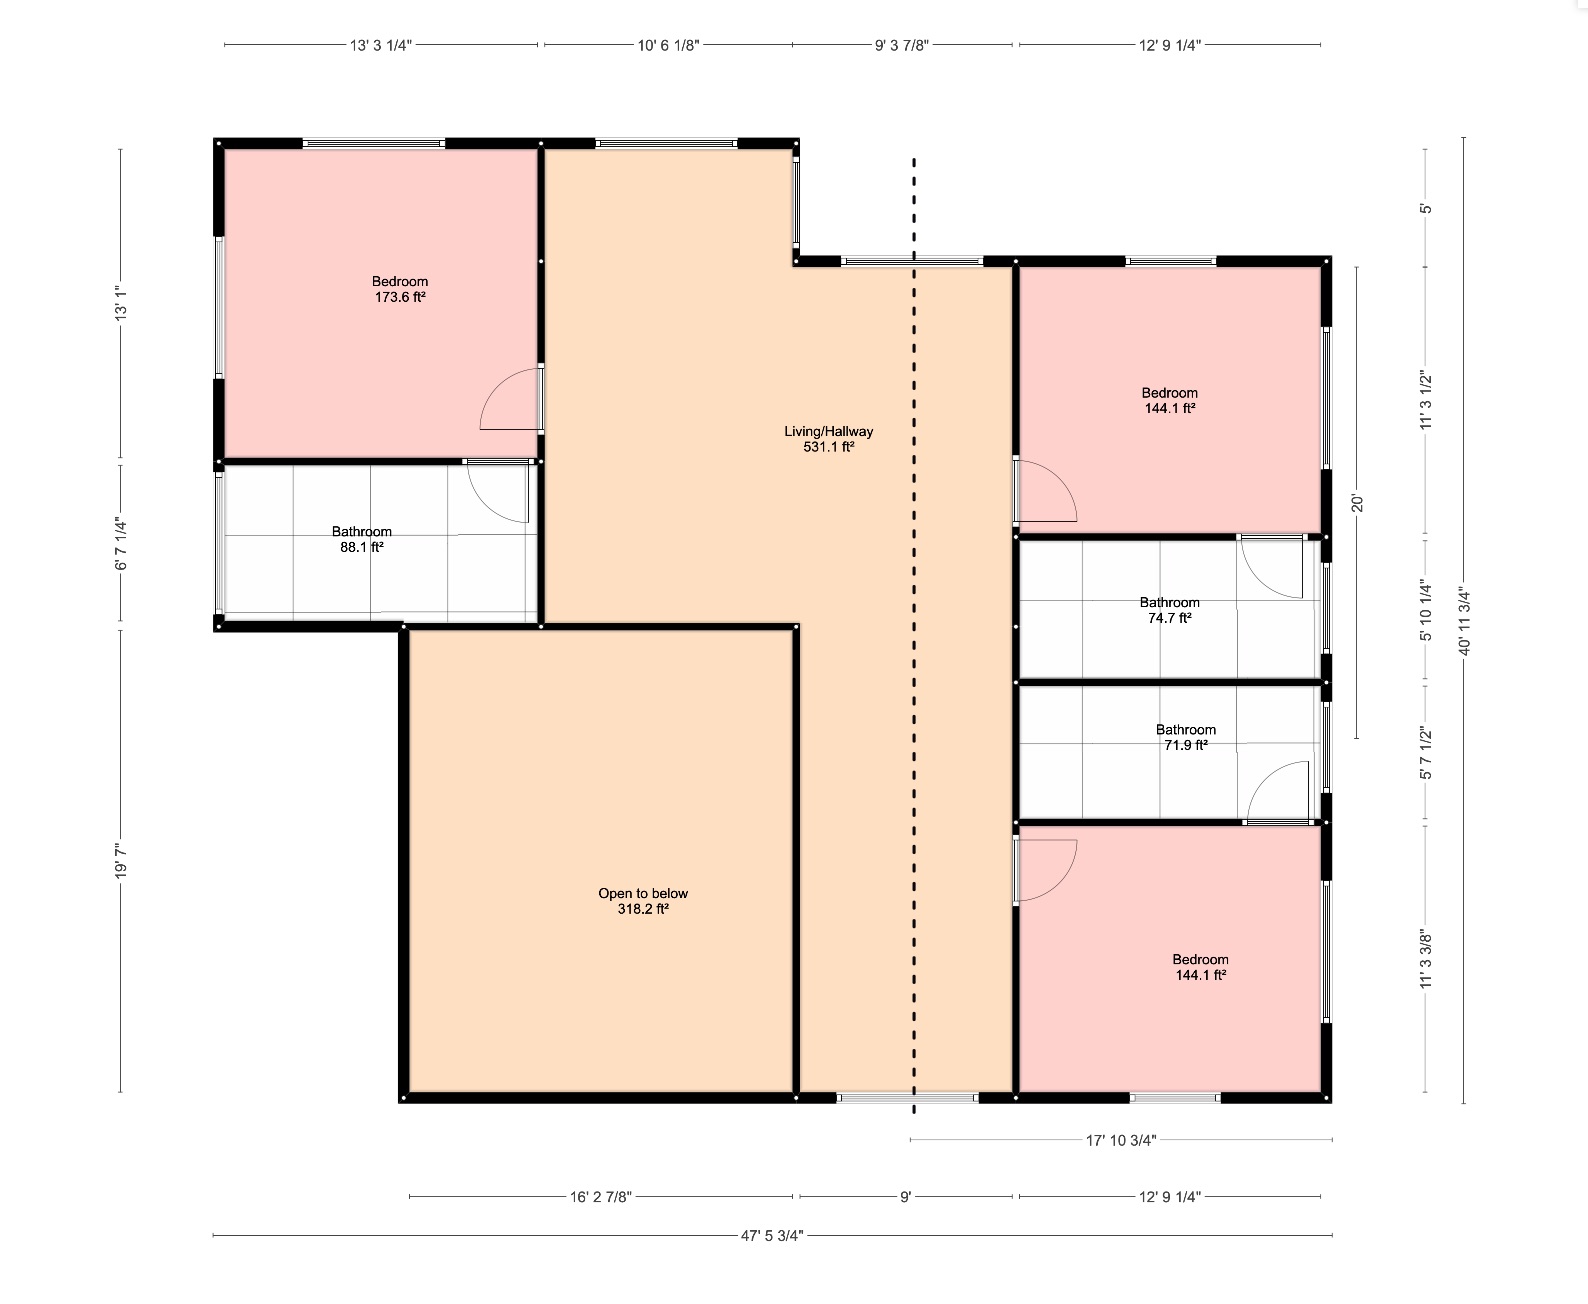 13' 3 1/4"
10' 6 1/8"
9' 3 7/8"
12' 9 1/4"
5'
Bedroom
173.6 ft²
13' 1"
Bedroom
144.1 ft²
11' 3 1/2"
Living/Hallway
531.1 ft²
20'
Bathroom
88.1 ft²
6' 7 1/4"
Bathroom
74.7 ft²
5' 10 1/4"
40' 11 3/4"
Bathroom
71.9 ft²
5' 7 1/2"
19' 7"
Open to below
318.2 ft²
Bedroom
144.1 ft²
11' 3 3/8"
17' 10 3/4"
16' 2 7/8"
9'
12' 9 1/4"
47' 5 3/4"